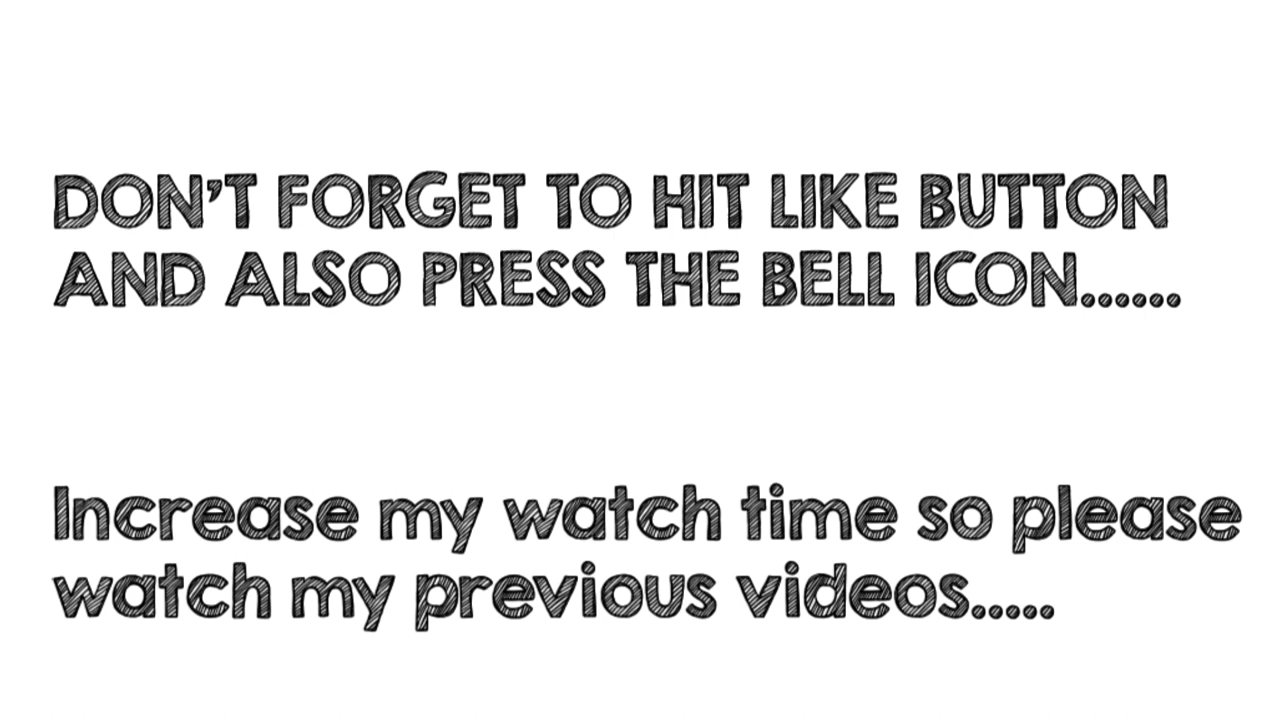 DON’T FORGET TO HIT LIKE BUTTON
AND ALSO PRESS THE BELL ICON......
Increase my watch time so please
watch my previous videos.....